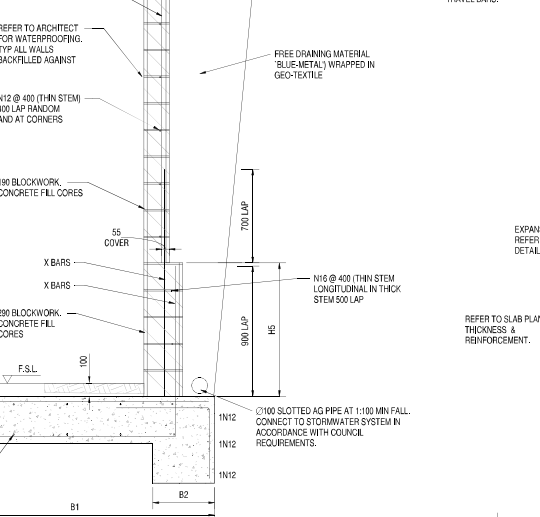 TRAVEL BARS.
REFER TO ARCHITECT
FOR WATERPROOFING.
TYP ALL WALLS
BACKFILLED AGAINST
FREE DRAINING MATERIAL
'BLUE-METAL') WRAPPED IN
GEO-TEXTILE
N12 @ 400 (THIN STEM)
400 LAP RANDOM
AND AT CORNERS
190 BLOCKWORK.
CONCRETE FILL CORES
700 LAP
55
COVER
EXPAN
REFER
DETAIL
X BARS
X BARS
N16 @ 400 (THIN STEM
LONGITUDINAL IN THICK
STEM 500 LAP
900 LAP
H5
290 BLOCKWORK.
CONCRETE FILL
CORES
REFER TO SLAB PLAN
THICKNESS &
REINFORCEMENT.
F.S.L.
100
Ø100 SLOTTED AG PIPE AT 1:100 MIN FALL.
CONNECT TO STORMWATER SYSTEM IN
ACCORDANCE WITH COUNCIL
REQUIREMENTS.
1N12
1N12
1N12
B2
B1